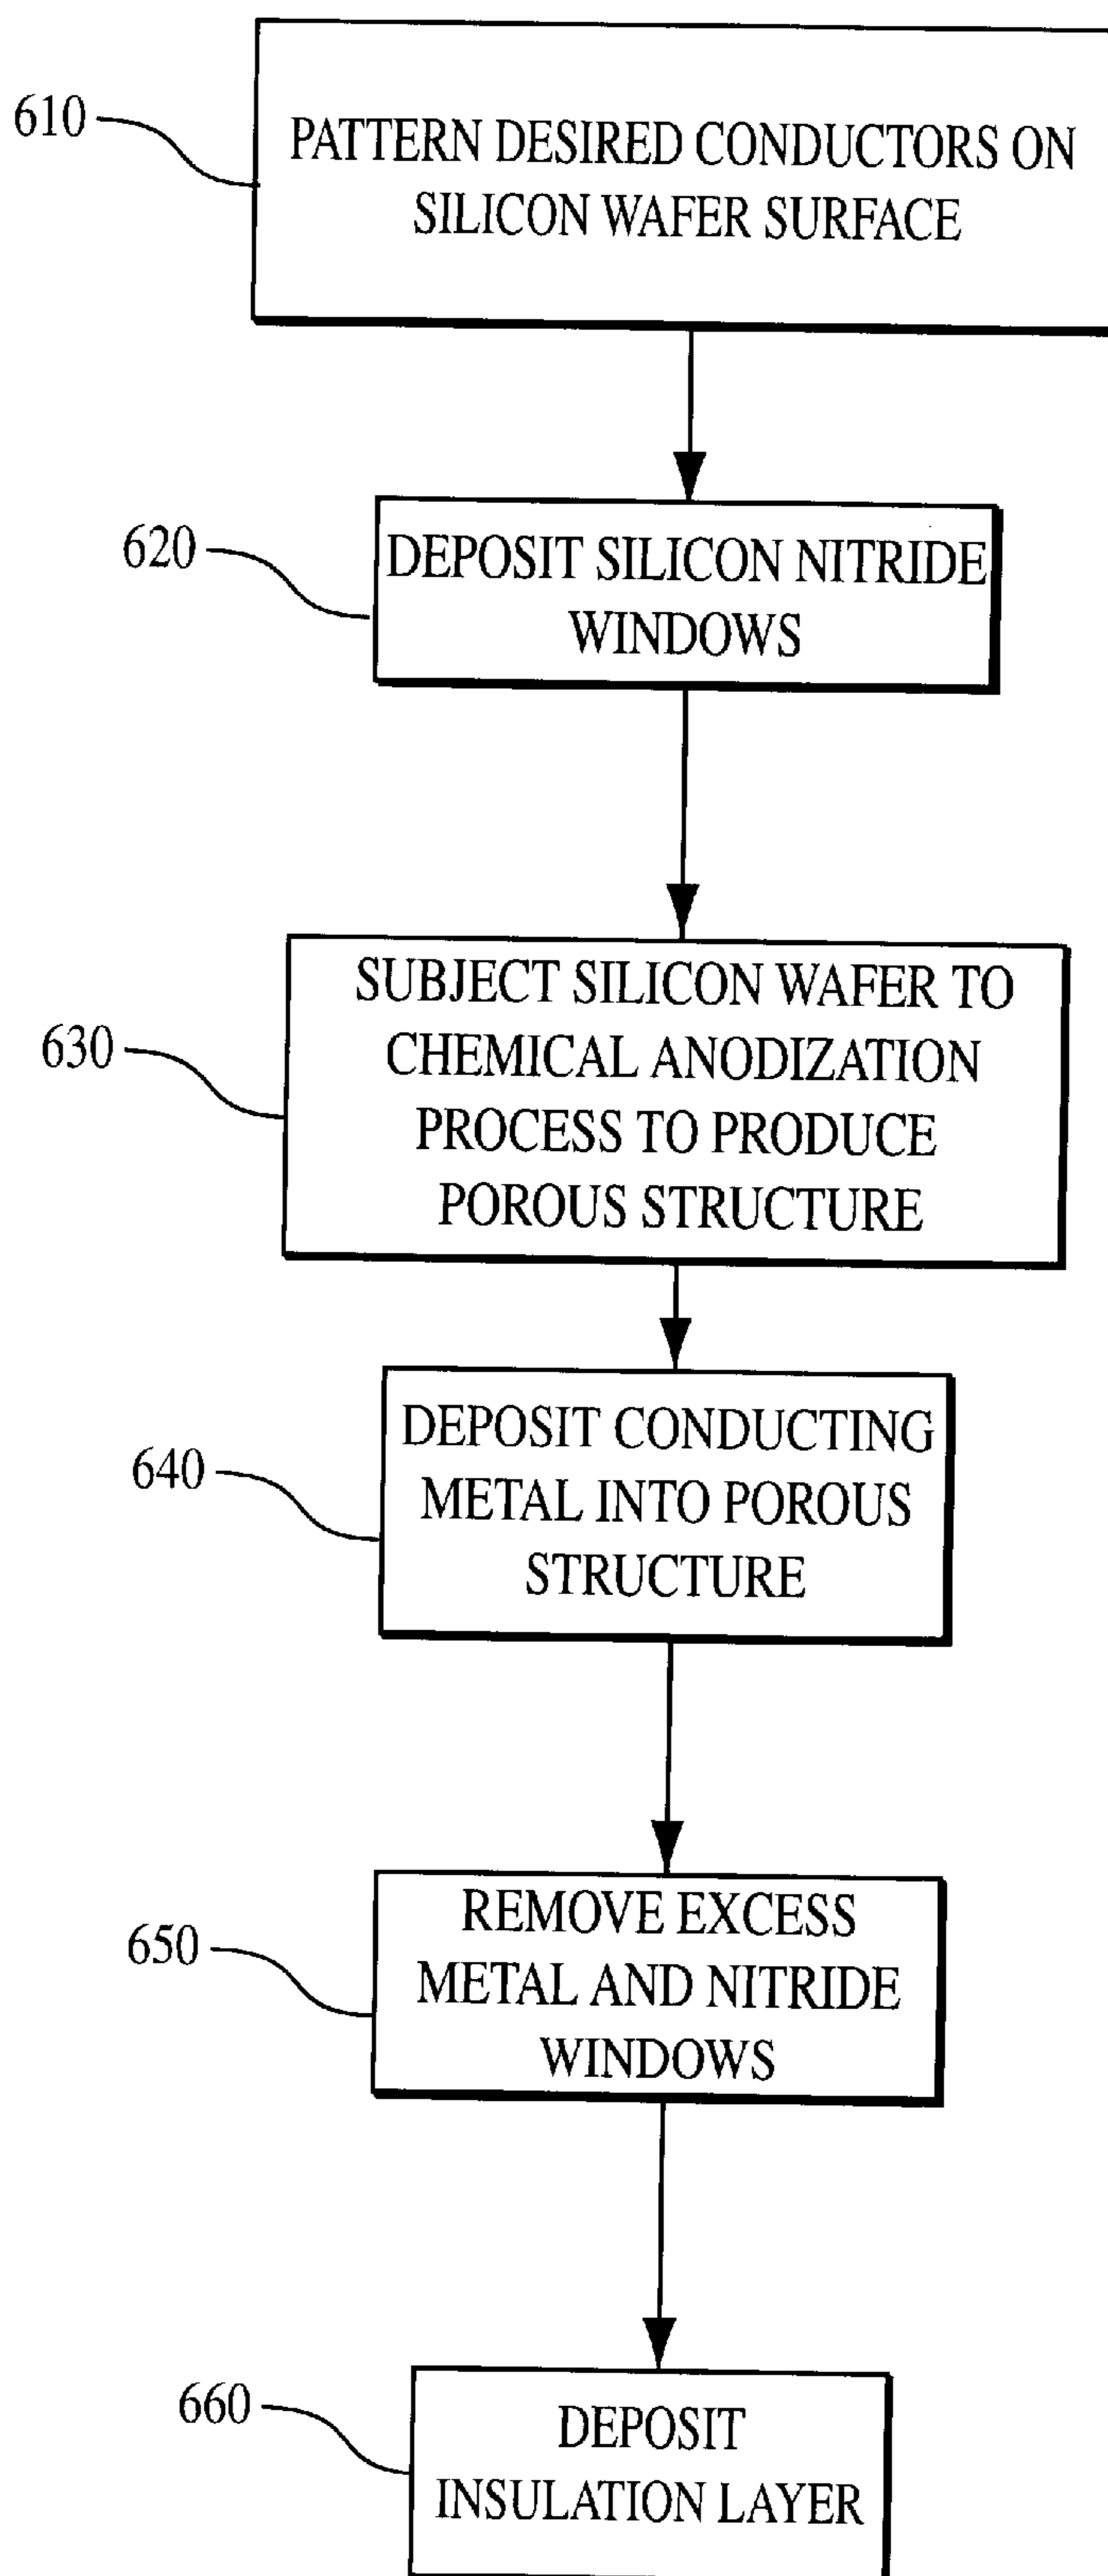 610
PATTERN DESIRED CONDUCTORS ON
SILICON WAFER SURFACE
620
DEPOSIT SILICON NITRIDE
WINDOWS
630
SUBJECT SILICON WAFER TO
CHEMICAL ANODIZATION
PROCESS TO PRODUCE
POROUS STRUCTURE
640
DEPOSIT CONDUCTING
METAL INTO POROUS
STRUCTURE
650
REMOVE EXCESS
METAL AND NITRIDE
WINDOWS
660
DEPOSIT
INSULATION LAYER